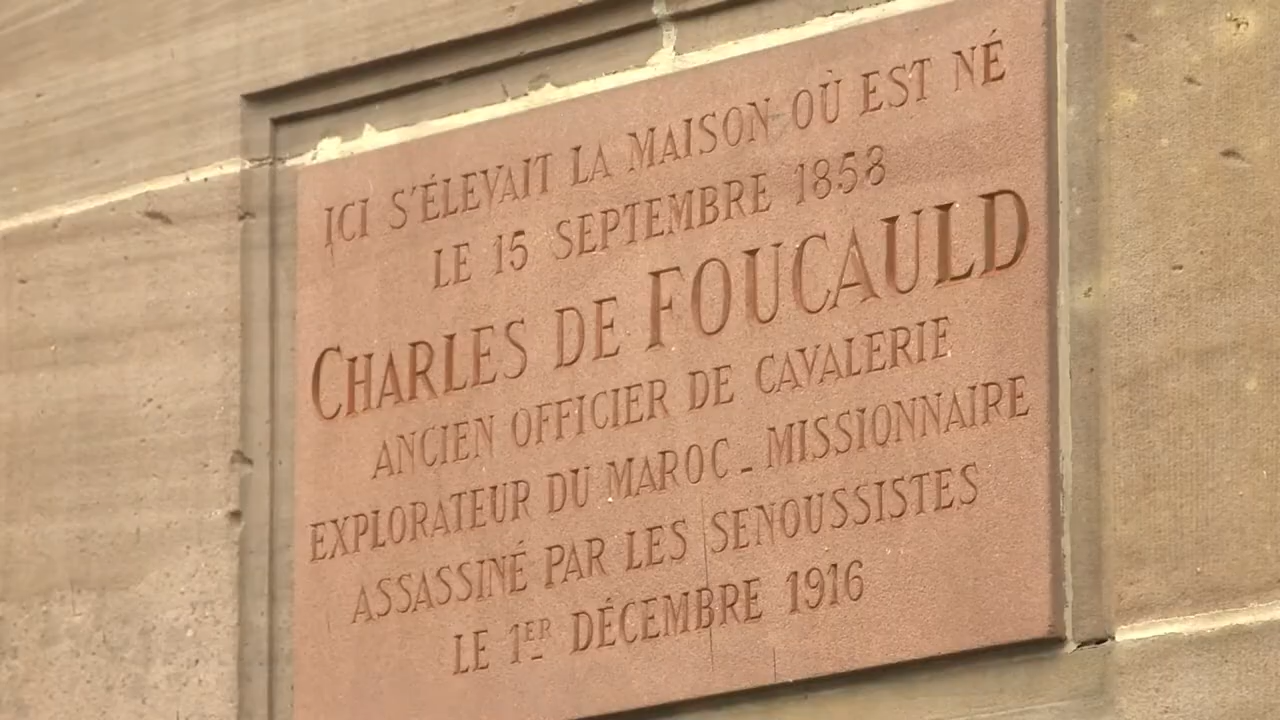 ICI S'ÉLEVAIT LA MAISON OÙ EST NÉ
LE 15 SEPTEMBRE 1858
CHARLES DE FOUCAULD
ANCIEN OFFICIER DE CAVALERIE
EXPLORATEUR DU MAROC - MISSIONNAIRE
ASSASSINÉ PAR LES SENOUSSISTES
LE 1ER DÉCEMBRE 1916